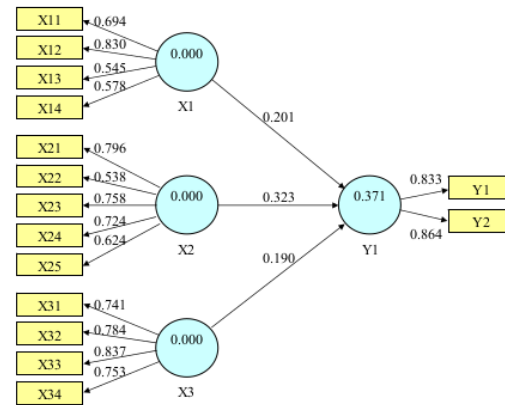 X11 0.694
X12 0.830
X13 0.545
X14 0.578
0.000
X1
0.201
X21 0.796
X22 0.538
X23 0.758
X24 0.724
X25 0.624
0.000
X2
0.323
0.371
Y1
0.833 Y1
0.864 Y2
0.190
X31 0.741
X32 0.784
X33 0.837
X34 0.753
0.000
X3